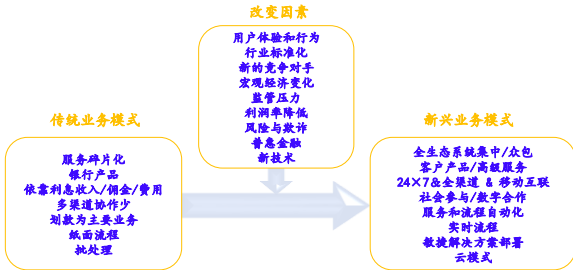 改变因素
用户体验和行为
行业标准化
新的竞争对手
宏观经济变化
监管压力
利润率降低
风险与欺诈
普惠金融
新技术
传统业务模式
服务碎片化
银行产品
依靠利息收入/佣金/费用
多渠道协作少
划款为主要业务
纸面流程
批处理
新兴业务模式
全生态系统集中/众包
客户产品/高级服务
24×7&全渠道 & 移动互联
社会参与/数字合作
服务和流程自动化
实时流程
敏捷解决方案部署
云模式